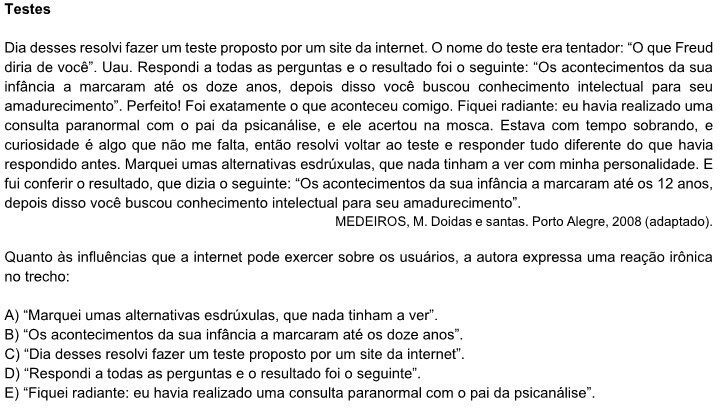 Testes
Dia desses resolvi fazer um teste proposto por um site da internet. O nome do teste era tentador: “O que Freud
diria de você”. Uau. Respondi a todas as perguntas e o resultado foi o seguinte: “Os acontecimentos da sua
infância a marcaram até os doze anos, depois disso você buscou conhecimento intelectual para seu
amadurecimento”. Perfeito! Foi exatamente o que aconteceu comigo. Fiquei radiante: eu havia realizado uma
consulta paranormal com o pai da psicanálise, e ele acertou na mosca. Estava com tempo sobrando, e
curiosidade é algo que não me falta, então resolvi voltar ao teste e responder tudo diferente do que havia
respondido antes. Marquei umas alternativas esdrúxulas, que nada tinham a ver com minha personalidade. E
fui conferir o resultado, que dizia o seguinte: “Os acontecimentos da sua infância a marcaram até os 12 anos,
depois disso você buscou conhecimento intelectual para seu amadurecimento”.
MEDEIROS, M. Doidas e santas. Porto Alegre, 2008 (adaptado).
Quanto às influências que a internet pode exercer sobre os usuários, a autora expressa uma reação irônica
no trecho:
A) “Marquei umas alternativas esdrúxulas, que nada tinham a ver”.
B) “Os acontecimentos da sua infância a marcaram até os doze anos”.
C) “Dia desses resolvi fazer um teste proposto por um site da internet”.
D) “Respondi a todas as perguntas e o resultado foi o seguinte”.
E) “Fiquei radiante: eu havia realizado uma consulta paranormal com o pai da psicanálise”.